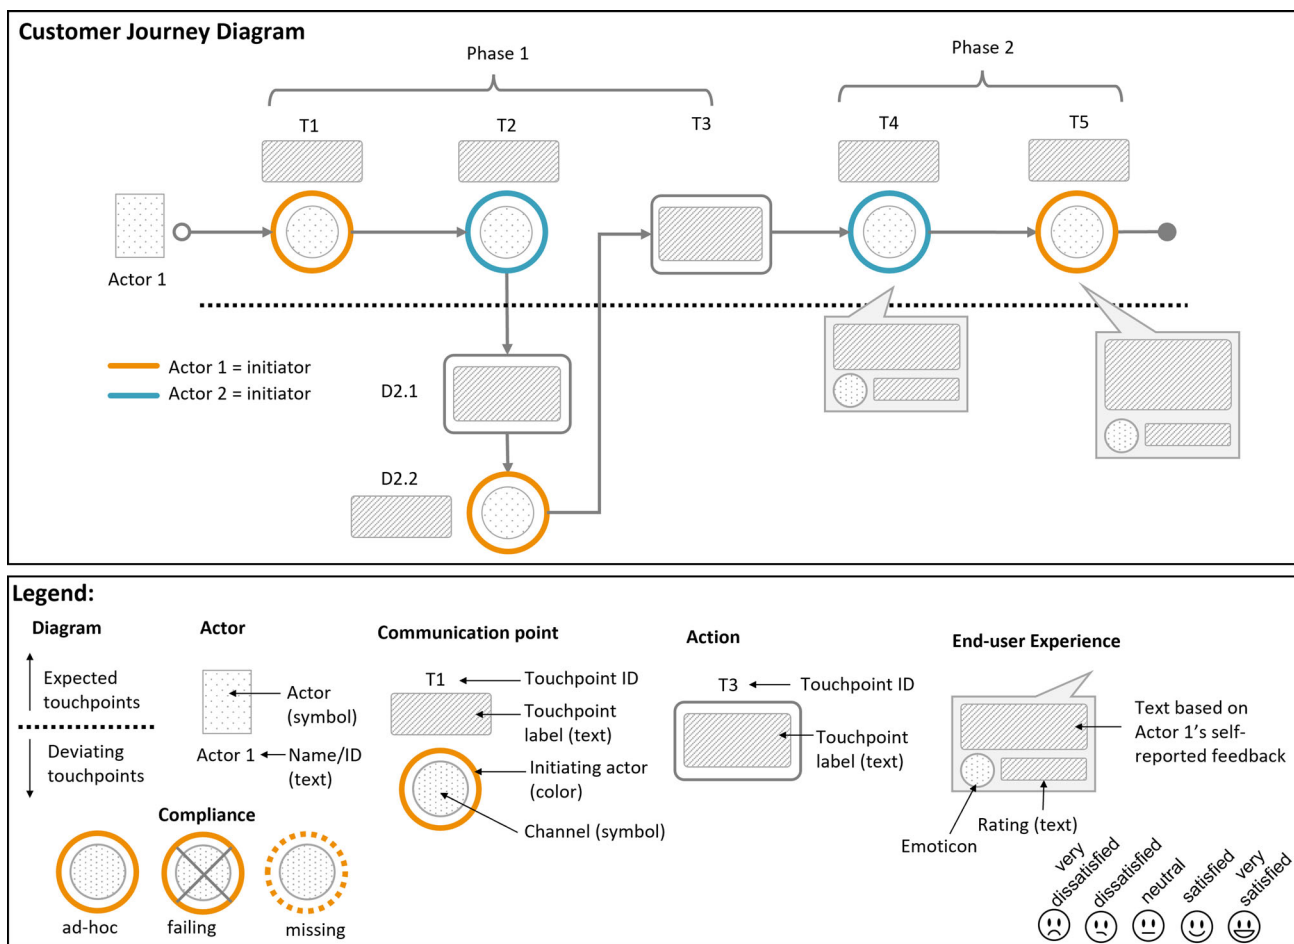 Customer Journey Diagram
Phase 1
Phase 2
T1
T2
T3
T4
T5
Actor 1
Actor 1 = initiator
Actor 2 = initiator
D2.1
D2.2
Legend:
Diagram
Expected
touchpoints
Deviating
touchpoints
Actor
Actor
(symbol)
Actor 1
Name/ID
(text)
Communication point
T1
Touchpoint ID
Touchpoint
label (text)
Initiating actor
(color)
Channel (symbol)
Action
T3
Touchpoint ID
Touchpoint
label (text)
End-user Experience
Text based on
Actor 1's self-
reported feedback
Rating (text)
Emoticon
Compliance
ad-hoc
failing
missing
very
dissatisfied
dissatisfied
neutral
satisfied
very
satisfied